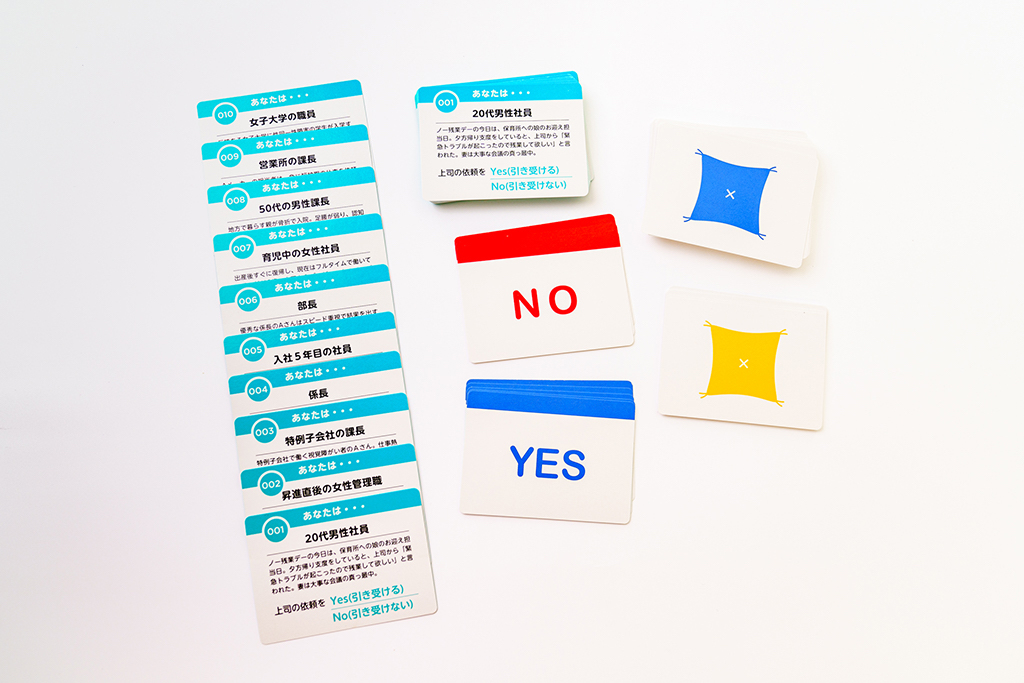 010 あなたは・・・
女子大学の職員
009 あなたは・・・
営業所の課長
008 あなたは・・・
50代の男性課長
地方で暮らす親が骨折で入院。足腰が弱り、認知
007 あなたは・・・
育児中の女性社員
出産後すぐに復帰し、現在はフルタイムで働いて
006 あなたは・・・
部長
優秀な係長のAさんはスピード重視で結果を出す
005 あなたは・・・
入社5年目の社員
004 あなたは・・・
係長
003 あなたは・・・
特例子会社の課長
特例子会社で働く視覚障がい者のAさん。仕事熱
002 あなたは・・・
昇進直後の女性管理職
001 あなたは・・・
20代男性社員
ノー残業デーの今日は、保育所への娘のお迎え担
当日。夕方帰り支度をしていると、上司から「緊
急トラブルが起こったので残業して欲しい」と言
われた。妻は大事な会議の真っ最中。
上司の依頼を Yes(引き受ける)
No(引き受けない)
001 あなたは・・・
20代男性社員
ノー残業デーの今日は、保育所への娘のお迎え担
当日。夕方帰り支度をしていると、上司から「緊
急トラブルが起こったので残業して欲しい」と言
われた。妻は大事な会議の真っ最中。
上司の依頼を Yes(引き受ける)
No(引き受けない)
NO
YES